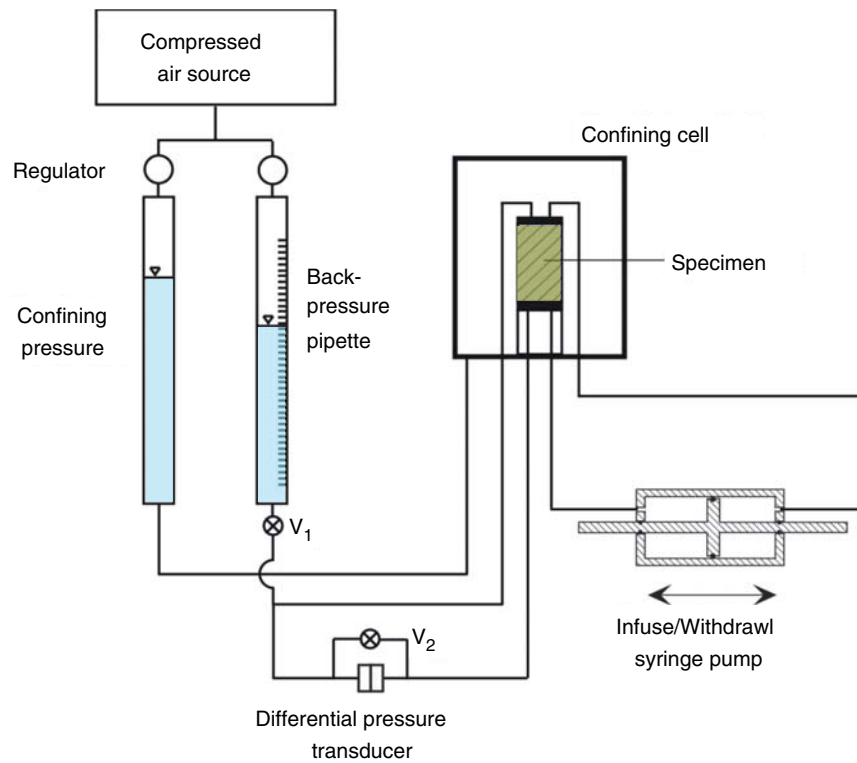 Compressed
air source
Confining cell
Regulator
Specimen
Back-
pressure
pipette
Confining
pressure
V1
V2
Infuse/Withdrawl
syringe pump
Differential pressure
transducer